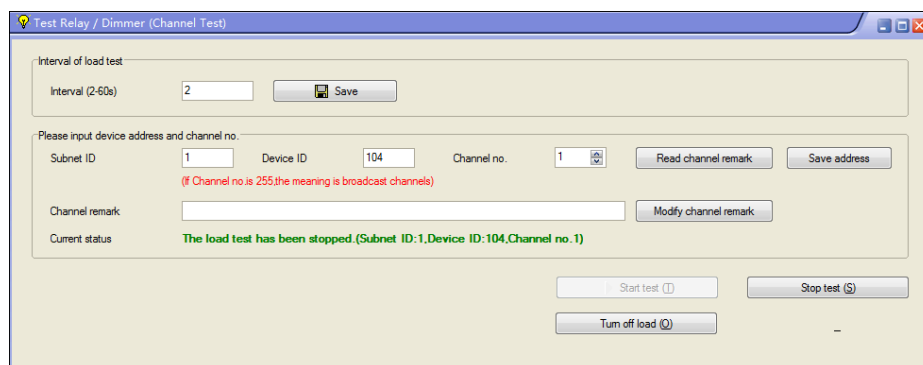 Test Relay / Dimmer (Channel Test)
Interval of load test
Interval (2-60s) 2 Save
Please input device address and channel no.
Subnet ID 1 Device ID 104 Channel no. 1 Read channel remark Save address
(If Channel no.is 255,the meaning is broadcast channels)
Channel remark Modify channel remark
Current status The load test has been stopped.(Subnet ID:1,Device ID:104,Channel no.1)
Start test (T) Stop test (S)
Turn off load (O) _